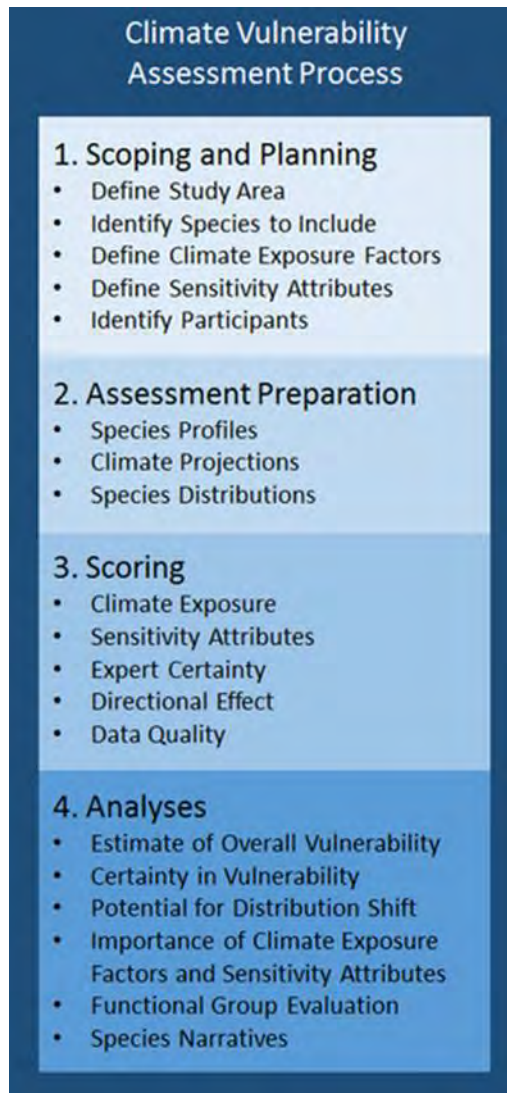 Climate Vulnerability
Assessment Process
1. Scoping and Planning
• Define Study Area
• Identify Species to Include
• Define Climate Exposure Factors
• Define Sensitivity Attributes
• Identify Participants
2. Assessment Preparation
• Species Profiles
• Climate Projections
• Species Distributions
3. Scoring
• Climate Exposure
• Sensitivity Attributes
• Expert Certainty
• Directional Effect
• Data Quality
4. Analyses
• Estimate of Overall Vulnerability
• Certainty in Vulnerability
• Potential for Distribution Shift
• Importance of Climate Exposure
Factors and Sensitivity Attributes
• Functional Group Evaluation
• Species Narratives